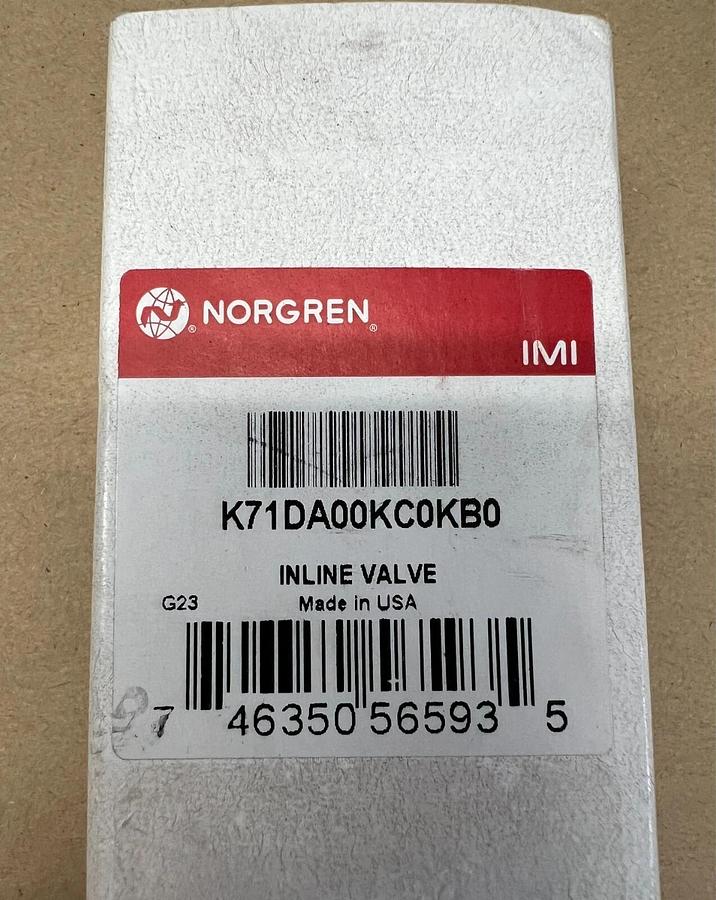 NORGREN
IMI
K71DA00KC0KB0
INLINE VALVE
G23 Made in USA
7 46350 56593 5